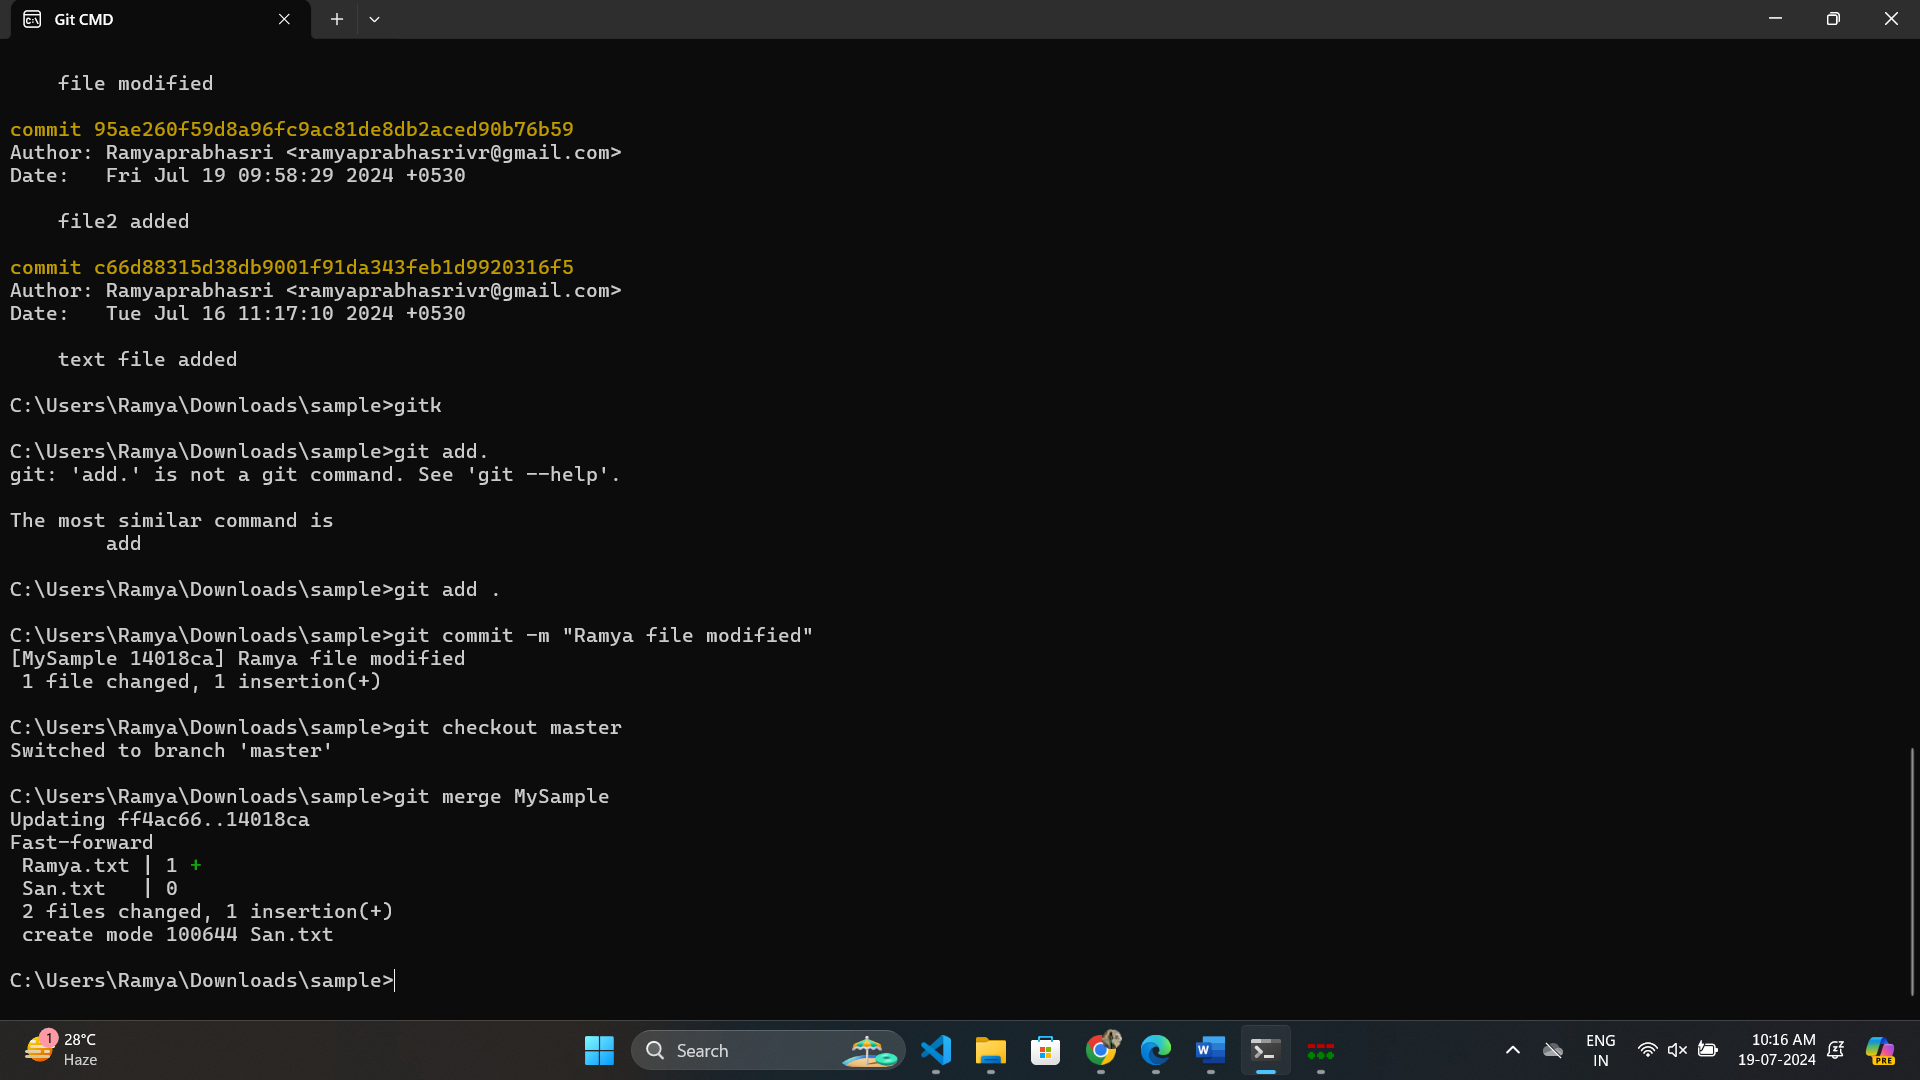 Git CMD
file modified
commit 95ae260f59d8a96fc9ac81de8db2aced90b76b59
Author: Ramyaprabhasri <ramyaprabhasrivr@gmail.com>
Date:   Fri Jul 19 09:58:29 2024 +0530
file2 added
commit c66d88315d38db9001f91da343feb1d9920316f5
Author: Ramyaprabhasri <ramyaprabhasrivr@gmail.com>
Date:   Tue Jul 16 11:17:10 2024 +0530
text file added
C:\Users\Ramya\Downloads\sample>gitk
C:\Users\Ramya\Downloads\sample>git add.
git: 'add.' is not a git command. See 'git --help'.
The most similar command is
add
C:\Users\Ramya\Downloads\sample>git add .
C:\Users\Ramya\Downloads\sample>git commit -m "Ramya file modified"
[MySample 14018ca] Ramya file modified
1 file changed, 1 insertion(+)
C:\Users\Ramya\Downloads\sample>git checkout master
Switched to branch 'master'
C:\Users\Ramya\Downloads\sample>git merge MySample
Updating ff4ac66..14018ca
Fast-forward
Ramya.txt | 1 +
San.txt   | 0
2 files changed, 1 insertion(+)
create mode 100644 San.txt
C:\Users\Ramya\Downloads\sample>
1
28°C
Haze
Search
W
ENG
IN
10:16 AM
19-07-2024
PRE